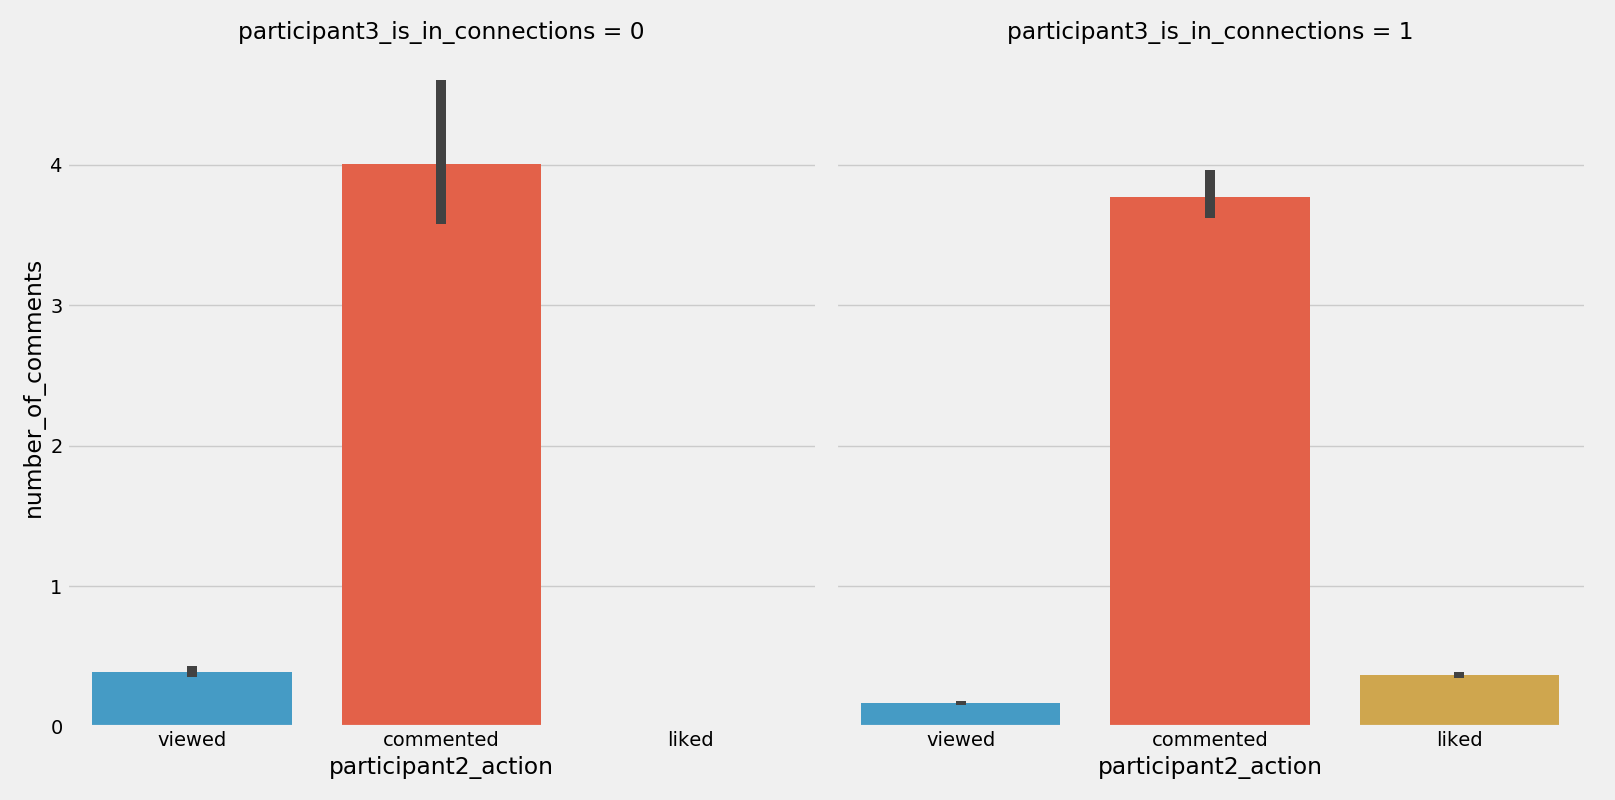 participant3_is_in_connections = 0
participant3_is_in_connections = 1
number_of_comments
4
3
2
1
0
viewed
commented
liked
viewed
commented
liked
participant2_action
participant2_action